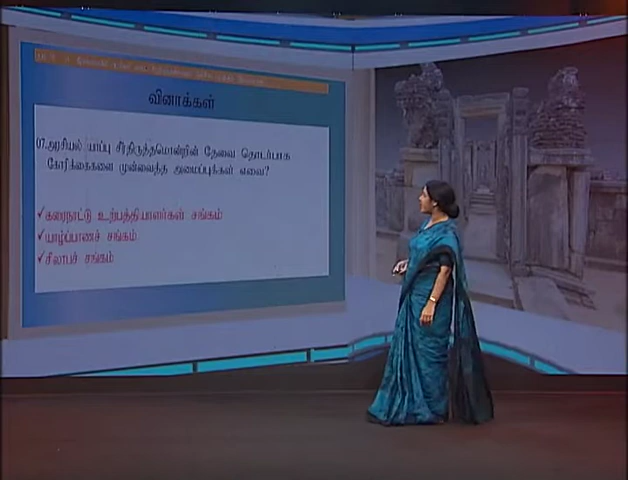 வினாக்கள்
07.அரசியல் யாப்பு சீர்திருத்தமொன்றின் தேவை தொடர்பாக
கோரிக்கைகளை முன்வைத்த அமைப்புக்கள் எவை?
✓கரைநாட்டு உற்பத்தியாளர்கள் சங்கம்
✓யாழ்ப்பாணச் சங்கம்
✓சிலாபச் சங்கம்